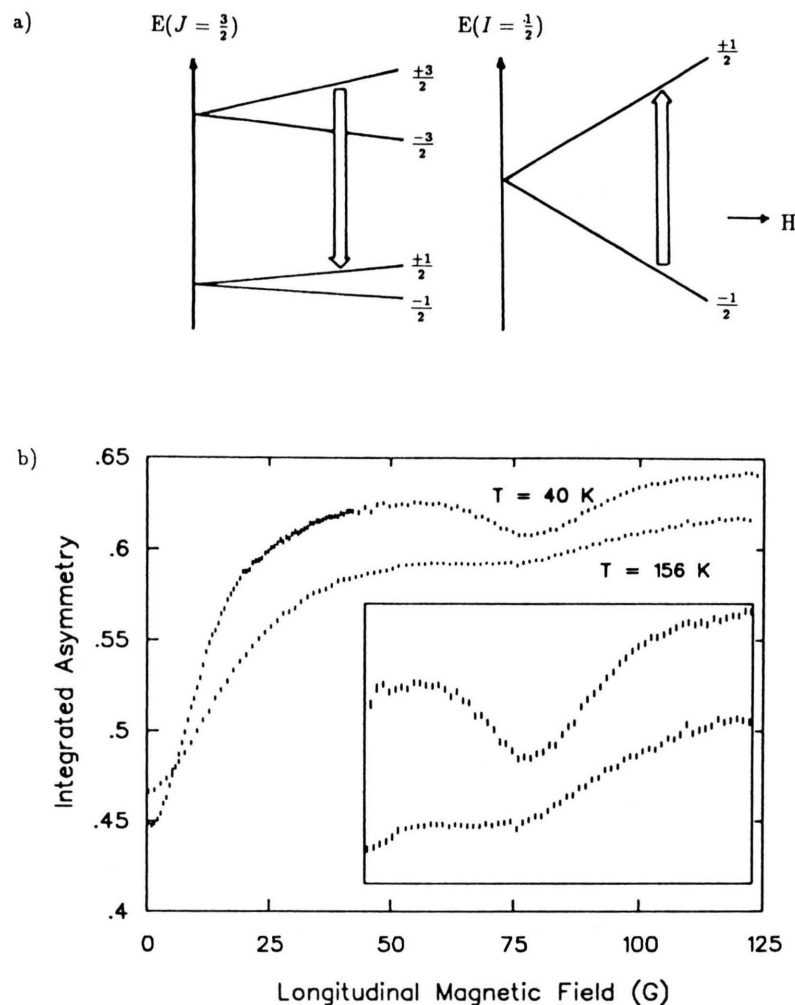 a)
E(J = 3/2)
E(I = 1/2)
+3/2
-3/2
+1/2
-1/2
+1/2
-1/2
H
b)
.65
.6
.55
.5
.45
.4
Integrated Asymmetry
T = 40 K
T = 156 K
0 25 50 75 100 125
Longitudinal Magnetic Field (G)